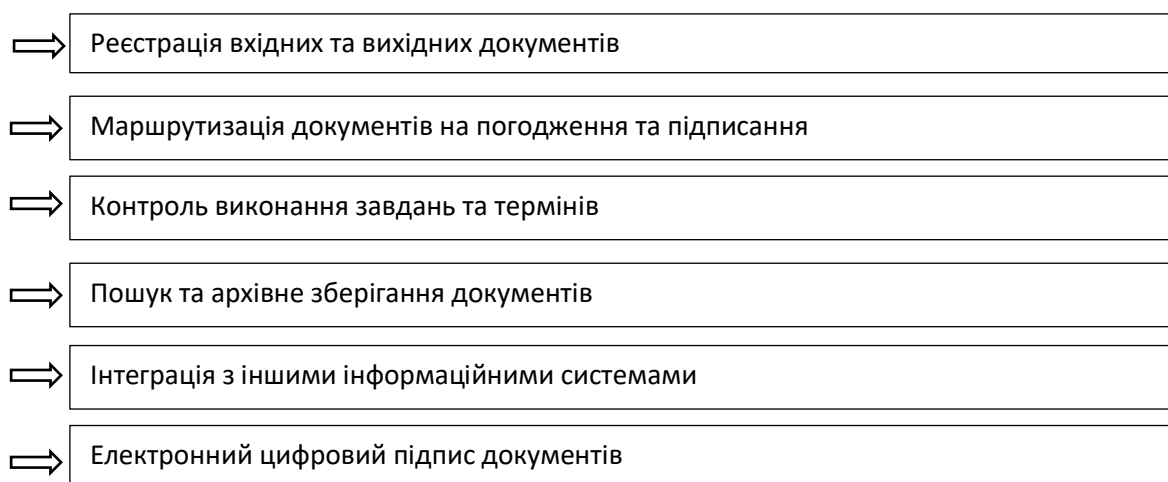 Реєстрація вхідних та вихідних документів
Маршрутизація документів на погодження та підписання
Контроль виконання завдань та термінів
Пошук та архівне зберігання документів
Інтеграція з іншими інформаційними системами
Електронний цифровий підпис документів